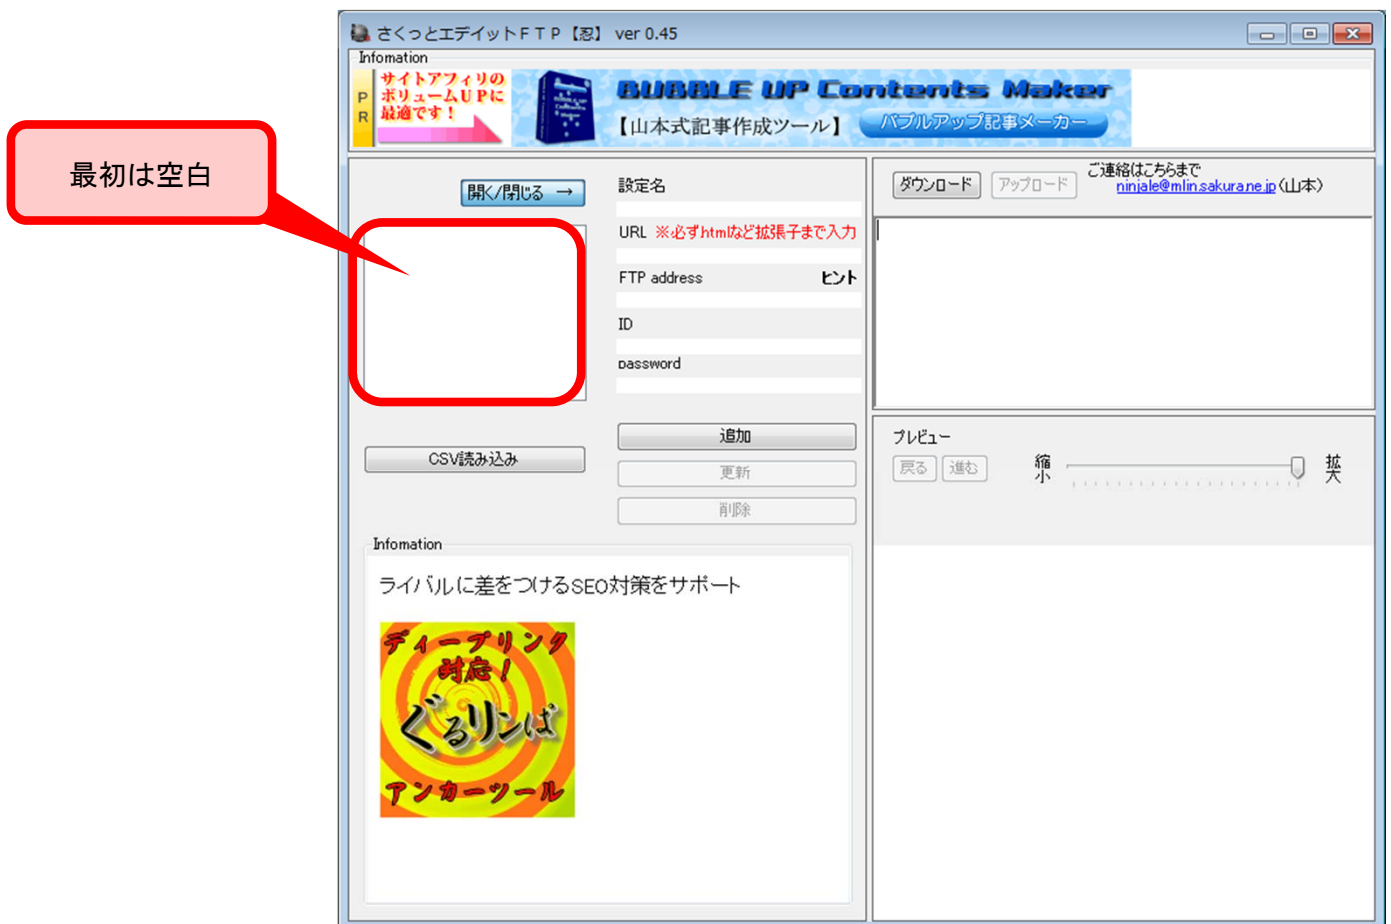 さくっとエデイットＦＴＰ【忍】 ver 0.45
Infomation
PR
サイトアフィリの
ボリュームUPに
最適です！
BUBBLE UP Contents Maker
【山本式記事作成ツール】
バブルアップ記事メーカー
最初は空白
開く/閉じる →
設定名
URL ※必ずhtmlなど拡張子まで入力
FTP address ヒント
ID
password
追加
更新
削除
CSV読み込み
Infomation
ライバルに差をつけるSEO対策をサポート
ディープリンク
対応！
ぐるリンぱ
アンカーツール
ダウンロード アップロード
ご連絡はこちらまで
ninjale@mlin.sakura.ne.jp(山本)
プレビュー
戻る 進む
縮小
拡大